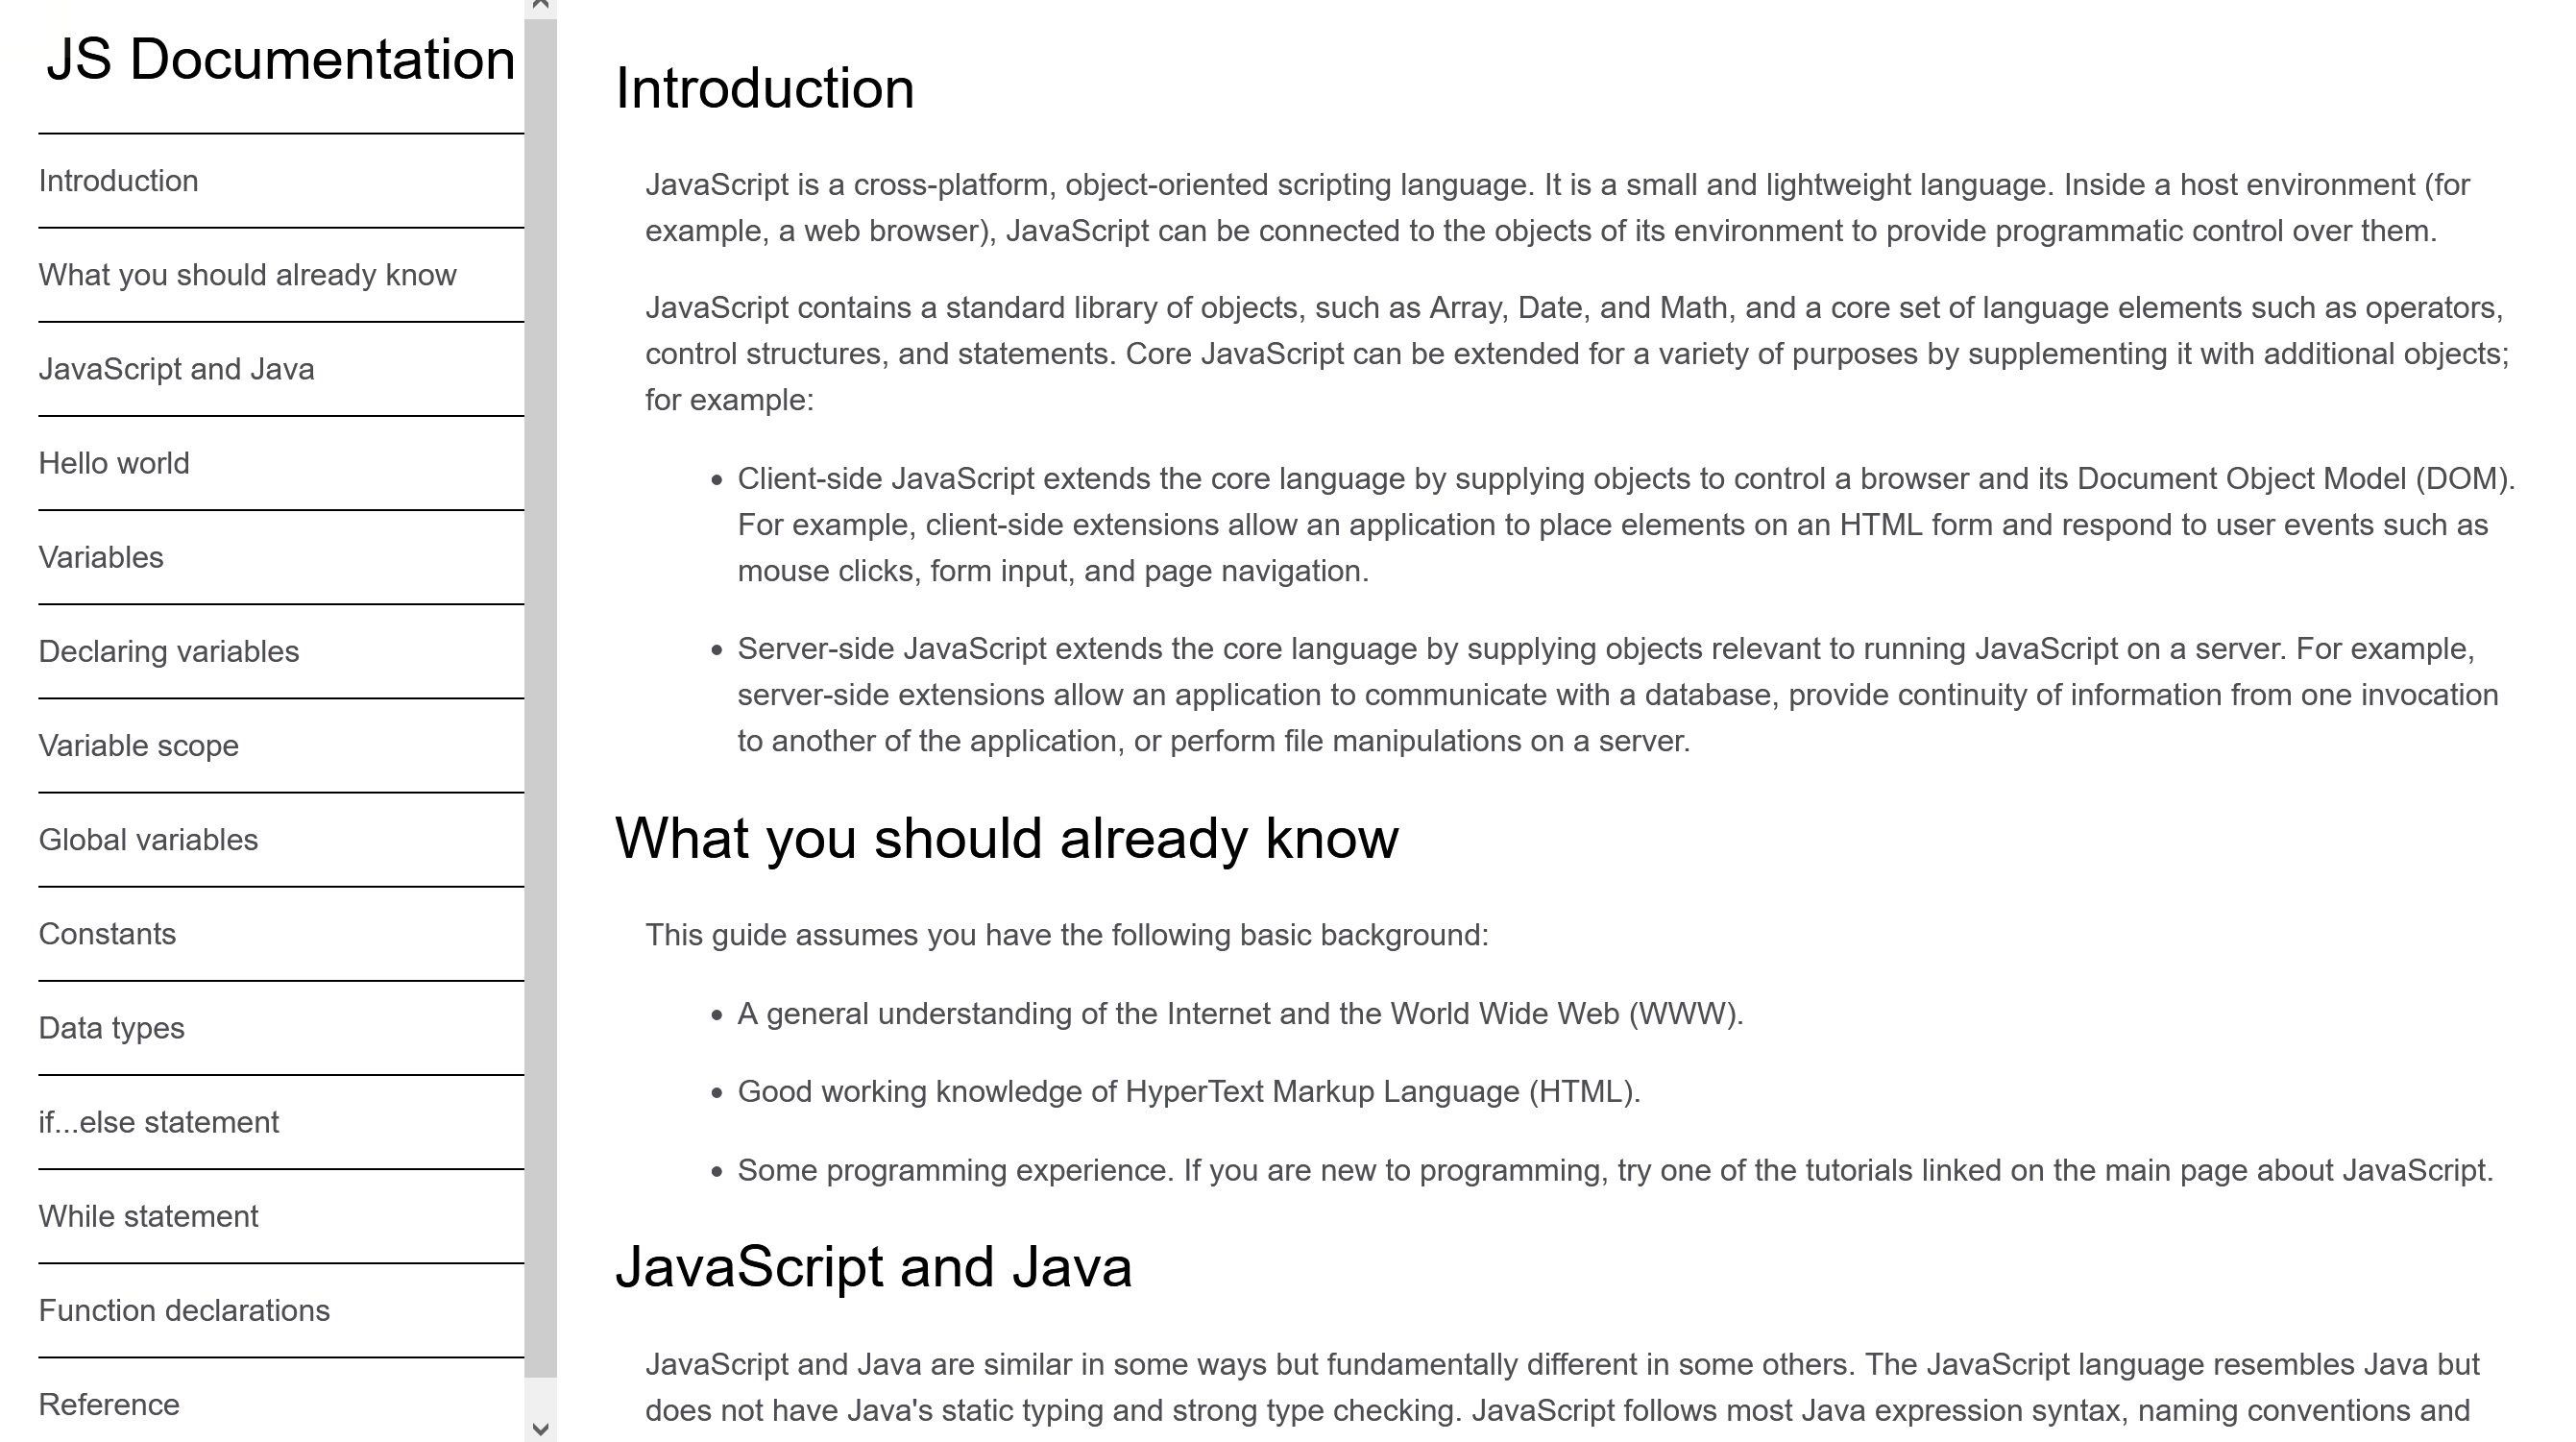 JS Documentation
Introduction
What you should already know
JavaScript and Java
Hello world
Variables
Declaring variables
Variable scope
Global variables
Constants
Data types
if...else statement
While statement
Function declarations
Reference
Introduction
JavaScript is a cross-platform, object-oriented scripting language. It is a small and lightweight language. Inside a host environment (for
example, a web browser), JavaScript can be connected to the objects of its environment to provide programmatic control over them.
JavaScript contains a standard library of objects, such as Array, Date, and Math, and a core set of language elements such as operators,
control structures, and statements. Core JavaScript can be extended for a variety of purposes by supplementing it with additional objects;
for example:
• Client-side JavaScript extends the core language by supplying objects to control a browser and its Document Object Model (DOM).
For example, client-side extensions allow an application to place elements on an HTML form and respond to user events such as
mouse clicks, form input, and page navigation.
• Server-side JavaScript extends the core language by supplying objects relevant to running JavaScript on a server. For example,
server-side extensions allow an application to communicate with a database, provide continuity of information from one invocation
to another of the application, or perform file manipulations on a server.
What you should already know
This guide assumes you have the following basic background:
• A general understanding of the Internet and the World Wide Web (WWW).
• Good working knowledge of HyperText Markup Language (HTML).
• Some programming experience. If you are new to programming, try one of the tutorials linked on the main page about JavaScript.
JavaScript and Java
JavaScript and Java are similar in some ways but fundamentally different in some others. The JavaScript language resembles Java but
does not have Java's static typing and strong type checking. JavaScript follows most Java expression syntax, naming conventions and